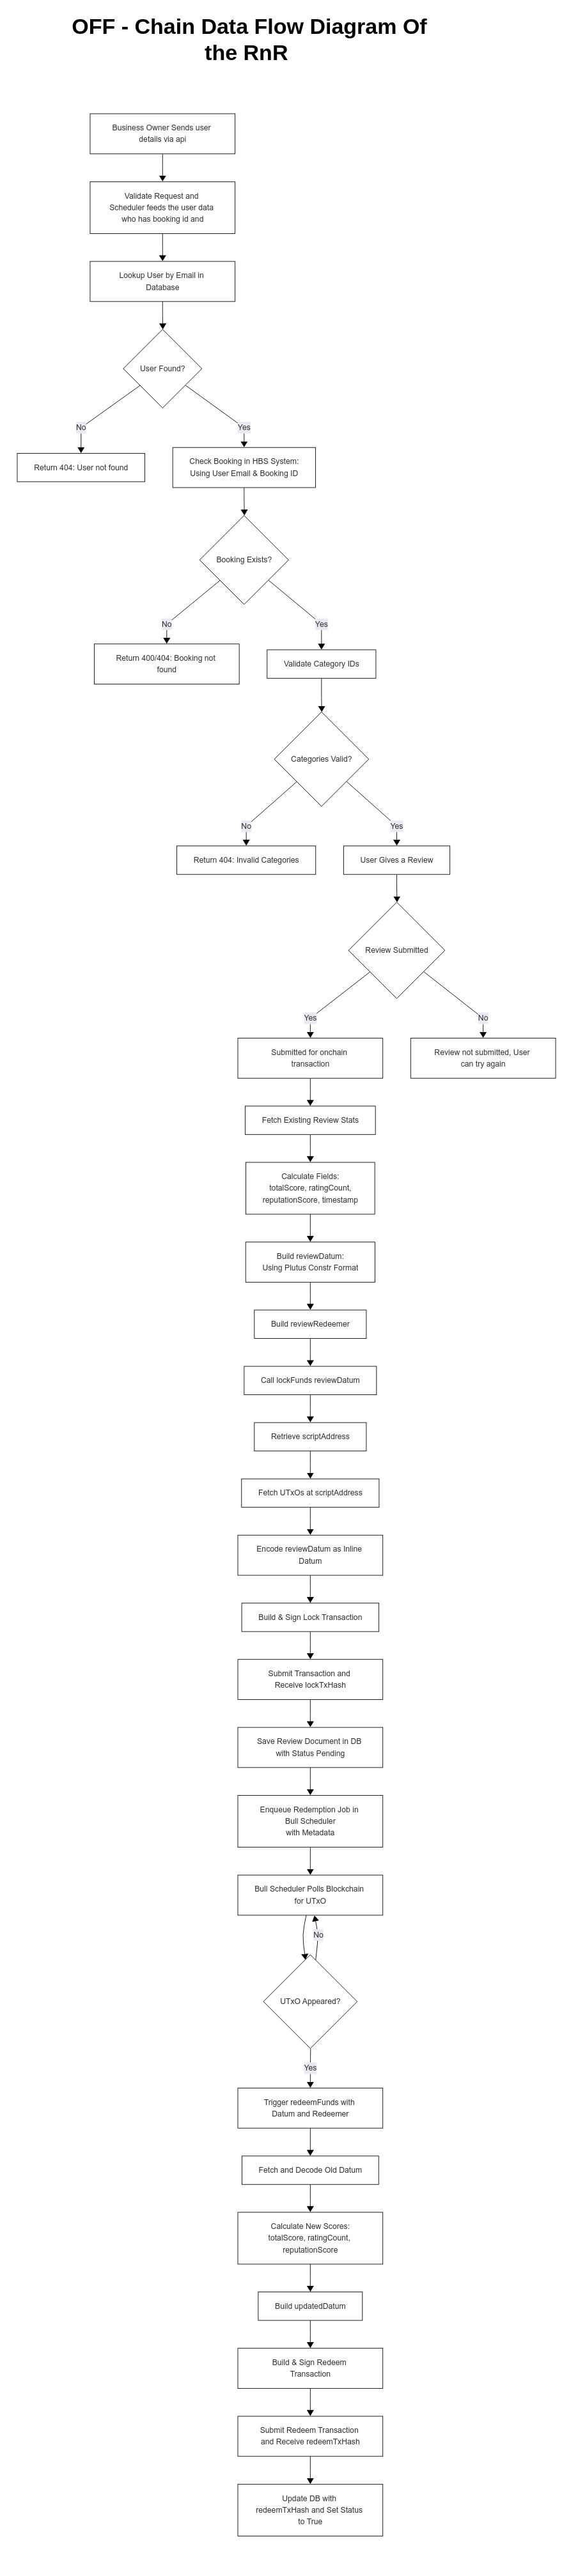 OFF - Chain Data Flow Diagram Of
the RnR
Business Owner Sends user
details via api
Validate Request and
Scheduler feeds the user data
who has booking id and
Lookup User by Email in
Database
User Found?
No
Yes
Return 404: User not found
Check Booking in HBS System:
Using User Email & Booking ID
Booking Exists?
No
Yes
Return 400/404: Booking not
found
Validate Category IDs
Categories Valid?
No
Yes
Return 404: Invalid Categories
User Gives a Review
Review Submitted
Yes
No
Submitted for onchain
transaction
Review not submitted, User
can try again
Fetch Existing Review Stats
Calculate Fields:
totalScore, ratingCount,
reputationScore, timestamp
Build reviewDatum:
Using Plutus Constr Format
Build reviewRedeemer
Call lockFunds reviewDatum
Retrieve scriptAddress
Fetch UTxOs at scriptAddress
Encode reviewDatum as Inline
Datum
Build & Sign Lock Transaction
Submit Transaction and
Receive lockTxHash
Save Review Document in DB
with Status Pending
Enqueue Redemption Job in
Bull Scheduler
with Metadata
Bull Scheduler Polls Blockchain
for UTxO
No
UTxO Appeared?
Yes
Trigger redeemFunds with
Datum and Redeemer
Fetch and Decode Old Datum
Calculate New Scores:
totalScore, ratingCount,
reputationScore
Build updatedDatum
Build & Sign Redeem
Transaction
Submit Redeem Transaction
and Receive redeemTxHash
Update DB with
redeemTxHash and Set Status
to True